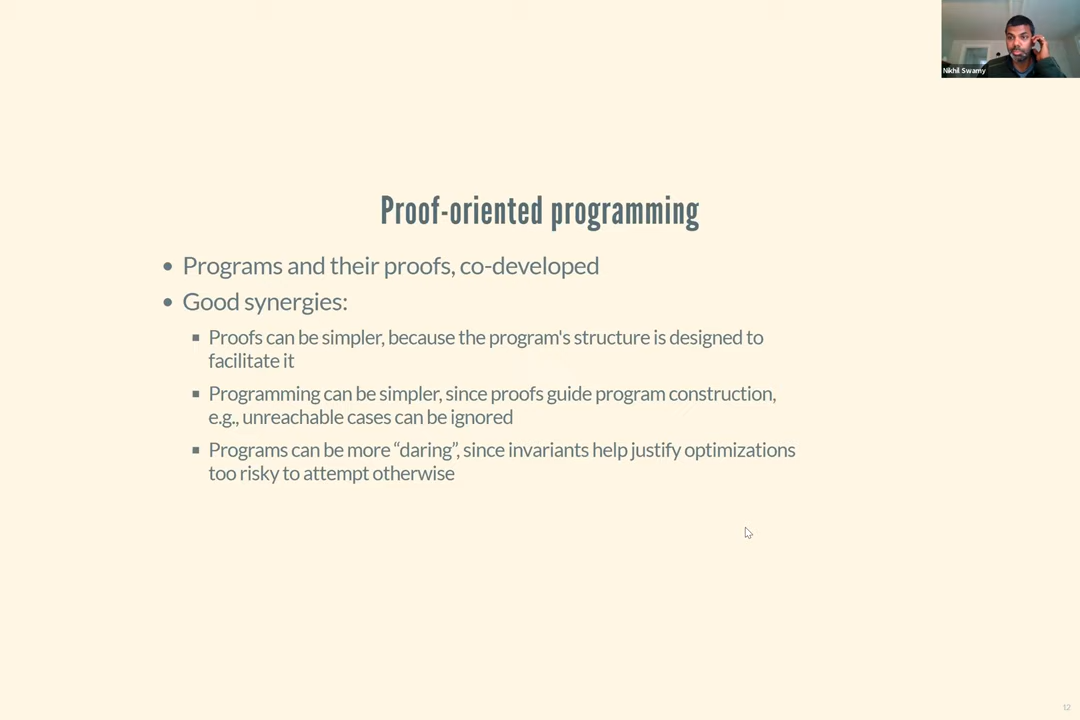 Nikhil Swamy
Proof-oriented programming
• Programs and their proofs, co-developed
• Good synergies:
▪ Proofs can be simpler, because the program's structure is designed to
facilitate it
▪ Programming can be simpler, since proofs guide program construction,
e.g., unreachable cases can be ignored
▪ Programs can be more “daring”, since invariants help justify optimizations
too risky to attempt otherwise
12